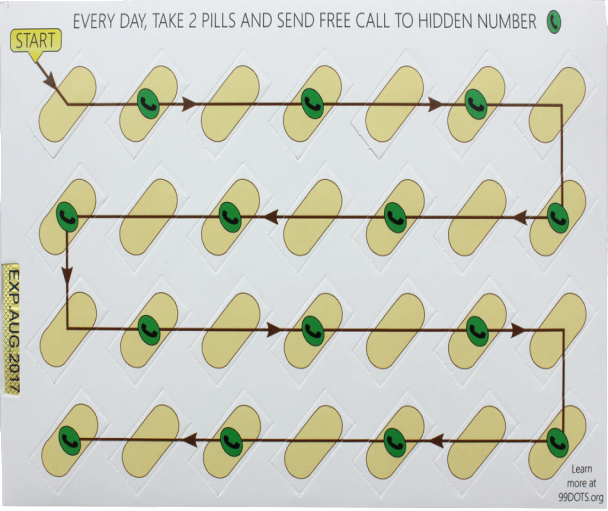 EVERY DAY, TAKE 2 PILLS AND SEND FREE CALL TO HIDDEN NUMBER
START
EXP.AUG.2017
Learn
more at
99DOTS.org